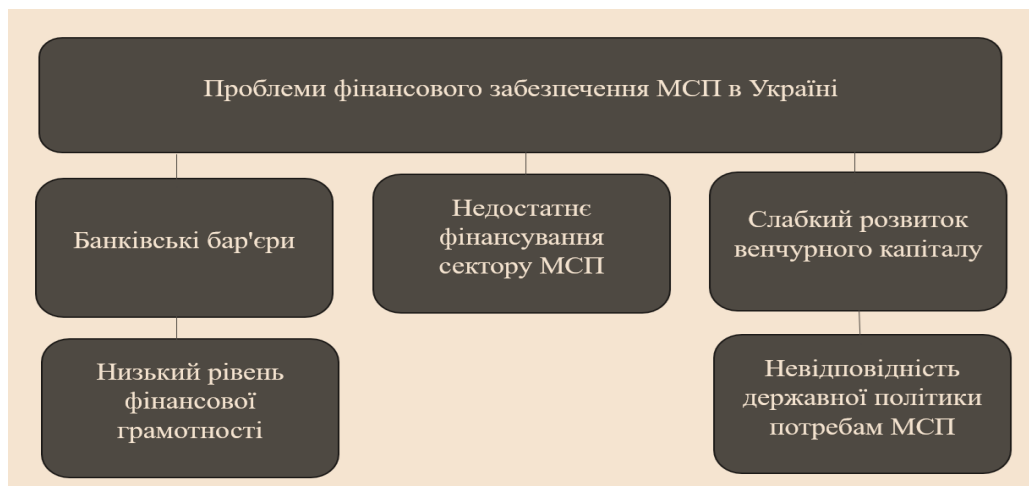 Проблеми фінансового забезпечення МСП в Україні
Банківські бар'єри
Недостатнє
фінансування
сектору МСП
Слабкий розвиток
венчурного капіталу
Низький рівень
фінансової
грамотності
Невідповідність
державної політики
потребам МСП